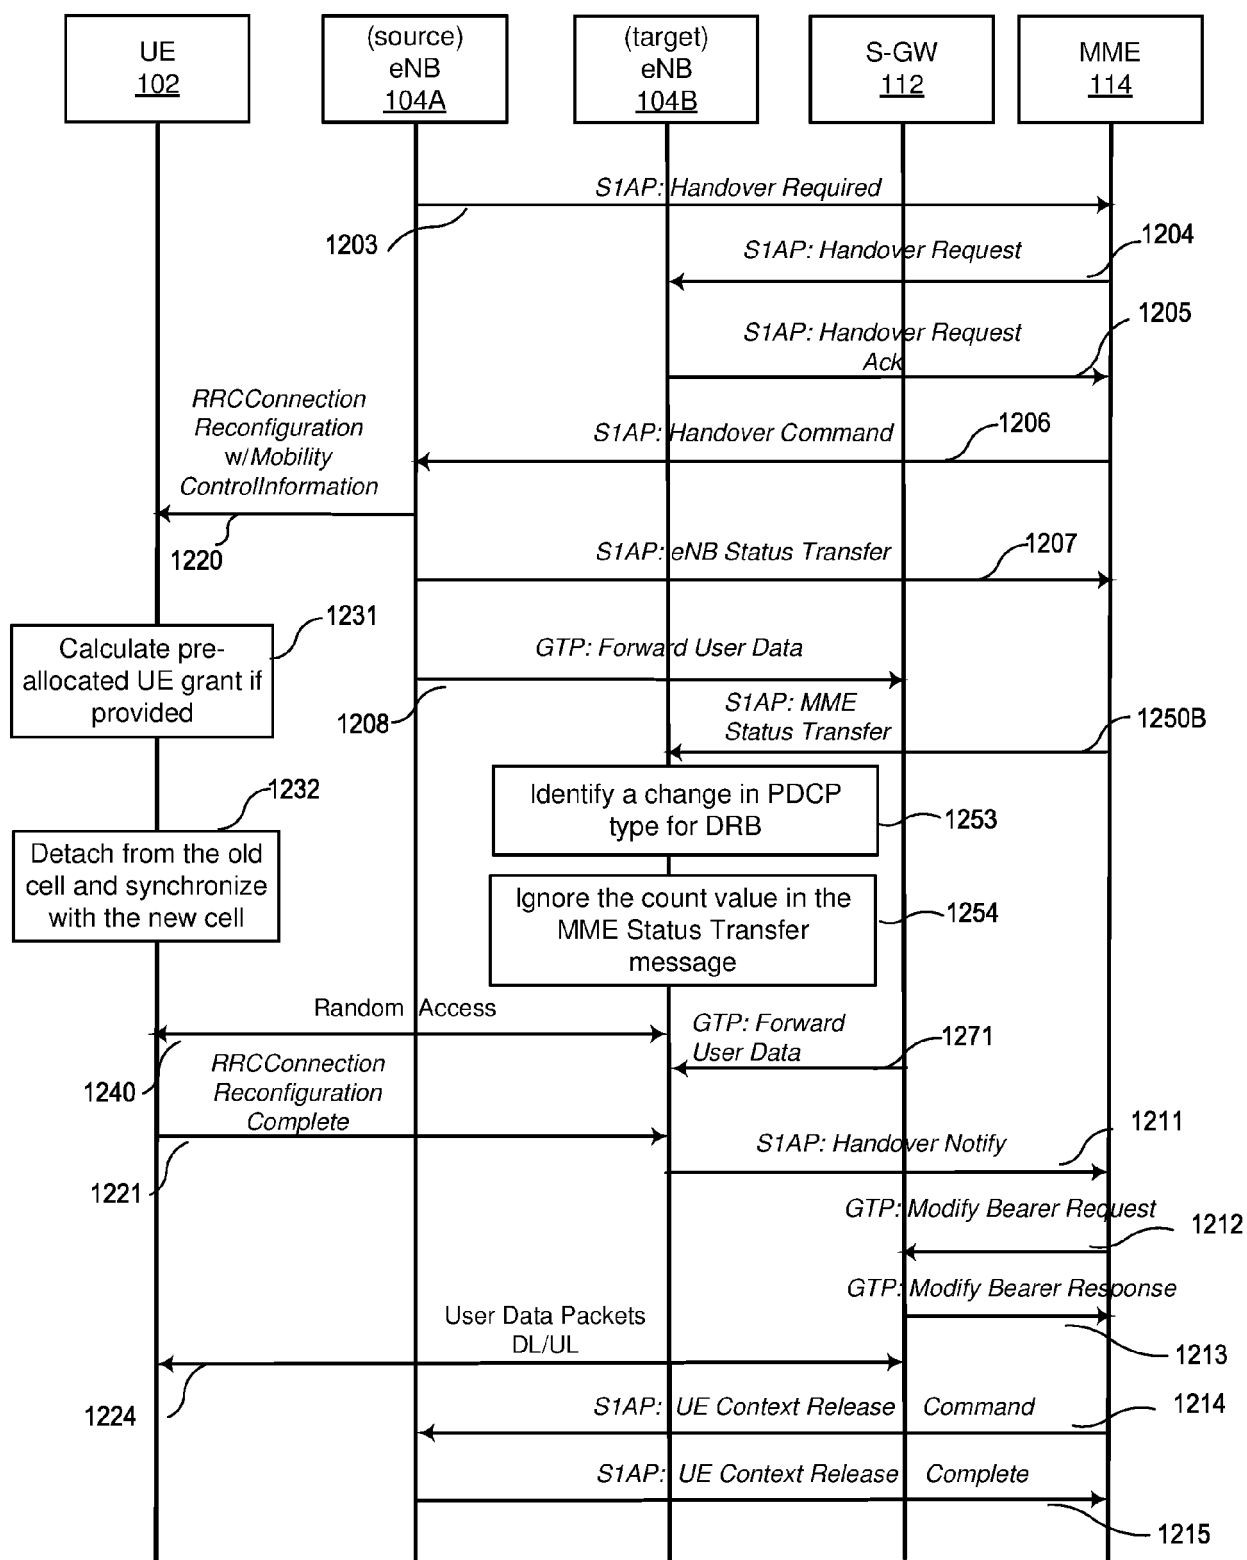 UE
102
(source)
eNB
104A
(target)
eNB
104B
S-GW
112
MME
114
S1AP: Handover Required
1203
S1AP: Handover Request
1204
S1AP: Handover Request
Ack
1205
RRCConnection
Reconfiguration
w/Mobility
ControlInformation
1220
S1AP: Handover Command
1206
S1AP: eNB Status Transfer
1207
1231
Calculate pre-
allocated UE grant if
provided
GTP: Forward User Data
1208
S1AP: MME
Status Transfer
1250B
Identify a change in PDCP
type for DRB
1253
1232
Detach from the old
cell and synchronize
with the new cell
Ignore the count value in the
MME Status Transfer
message
1254
Random Access
1240
GTP: Forward
User Data
1271
RRCConnection
Reconfiguration
Complete
1221
S1AP: Handover Notify
1211
GTP: Modify Bearer Request
1212
GTP: Modify Bearer Response
1213
User Data Packets
DL/UL
1224
S1AP: UE Context Release Command
1214
S1AP: UE Context Release Complete
1215